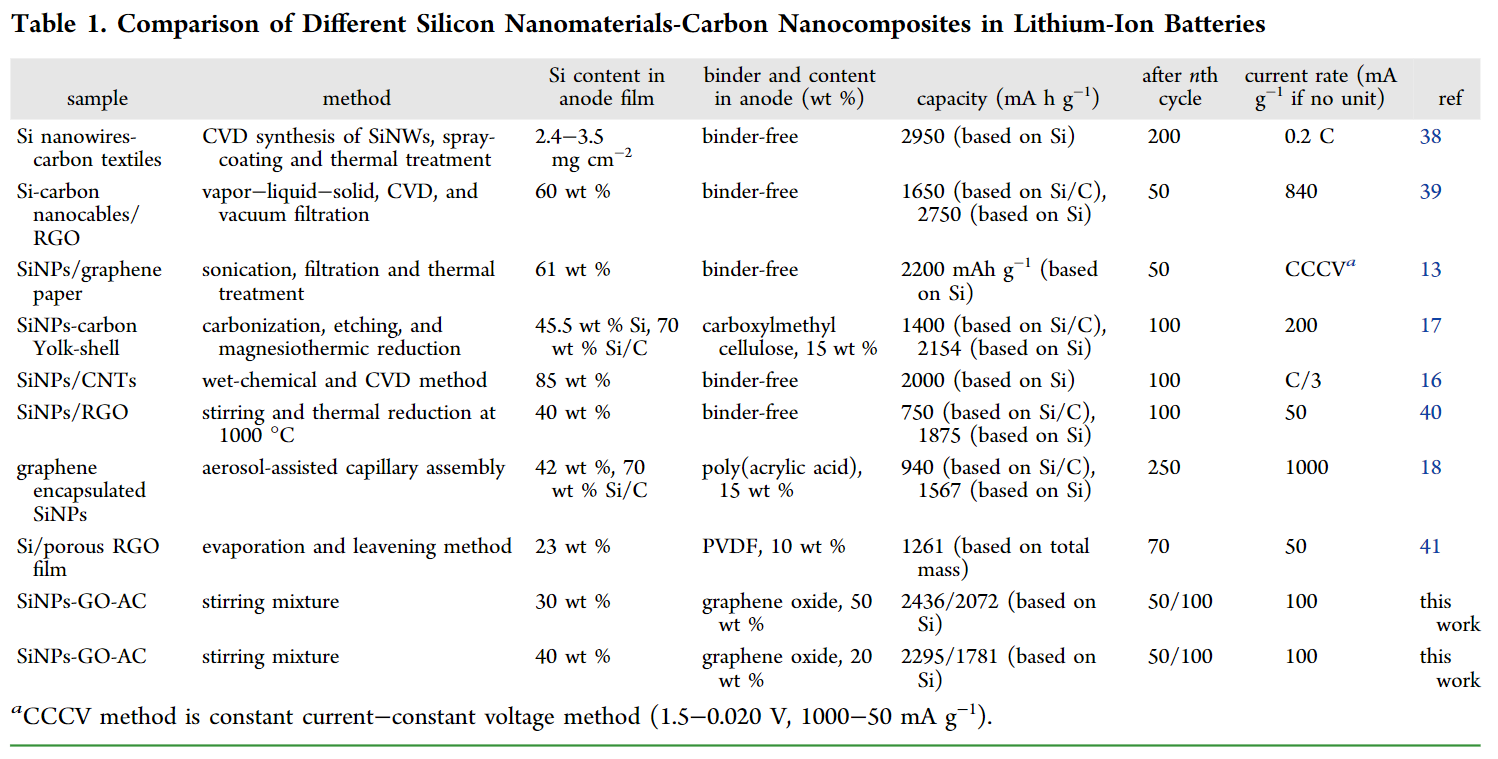 Table 1. Comparison of Different Silicon Nanomaterials-Carbon Nanocomposites in Lithium-Ion Batteries
sample method Si content in anode film binder and content in anode (wt %) capacity (mA h g⁻¹) after nth cycle current rate (mA g⁻¹ if no unit) ref
Si nanowires-carbon textiles CVD synthesis of SiNWs, spray-coating and thermal treatment 2.4−3.5 mg cm⁻² binder-free 2950 (based on Si) 200 0.2 C 38
Si-carbon nanocables/RGO vapor−liquid−solid, CVD, and vacuum filtration 60 wt % binder-free 1650 (based on Si/C), 2750 (based on Si) 50 840 39
SiNPs/graphene paper sonication, filtration and thermal treatment 61 wt % binder-free 2200 mAh g⁻¹ (based on Si) 50 CCCVᵃ 13
SiNPs-carbon Yolk-shell carbonization, etching, and magnesiothermic reduction 45.5 wt % Si, 70 wt % Si/C carboxylmethyl cellulose, 15 wt % 1400 (based on Si/C), 2154 (based on Si) 100 200 17
SiNPs/CNTs wet-chemical and CVD method 85 wt % binder-free 2000 (based on Si) 100 C/3 16
SiNPs/RGO stirring and thermal reduction at 1000 °C 40 wt % binder-free 750 (based on Si/C), 1875 (based on Si) 100 50 40
graphene encapsulated SiNPs aerosol-assisted capillary assembly 42 wt %, 70 wt % Si/C poly(acrylic acid), 15 wt % 940 (based on Si/C), 1567 (based on Si) 250 1000 18
Si/porous RGO film evaporation and leavening method 23 wt % PVDF, 10 wt % 1261 (based on total mass) 70 50 41
SiNPs-GO-AC stirring mixture 30 wt % graphene oxide, 50 wt % 2436/2072 (based on Si) 50/100 100 this work
SiNPs-GO-AC stirring mixture 40 wt % graphene oxide, 20 wt % 2295/1781 (based on Si) 50/100 100 this work
ᵃCCCV method is constant current−constant voltage method (1.5−0.020 V, 1000−50 mA g⁻¹).